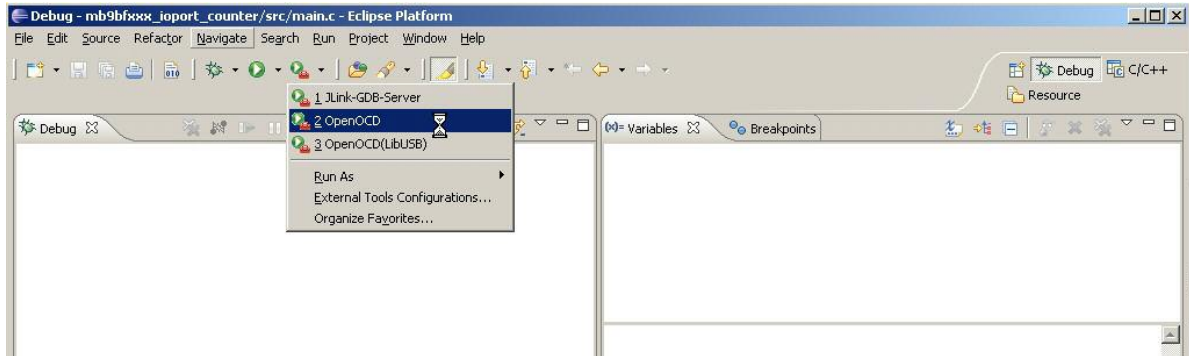 Debug - mb9bfxxx_ioport_counter/src/main.c - Eclipse Platform
File Edit Source Refactor Navigate Search Run Project Window Help
010
Debug C/C++
Resource
1 JLink-GDB-Server
2 OpenOCD
3 OpenOCD(LibUSB)
Run As
External Tools Configurations...
Organize Favorites...
Debug
(x)= Variables Breakpoints